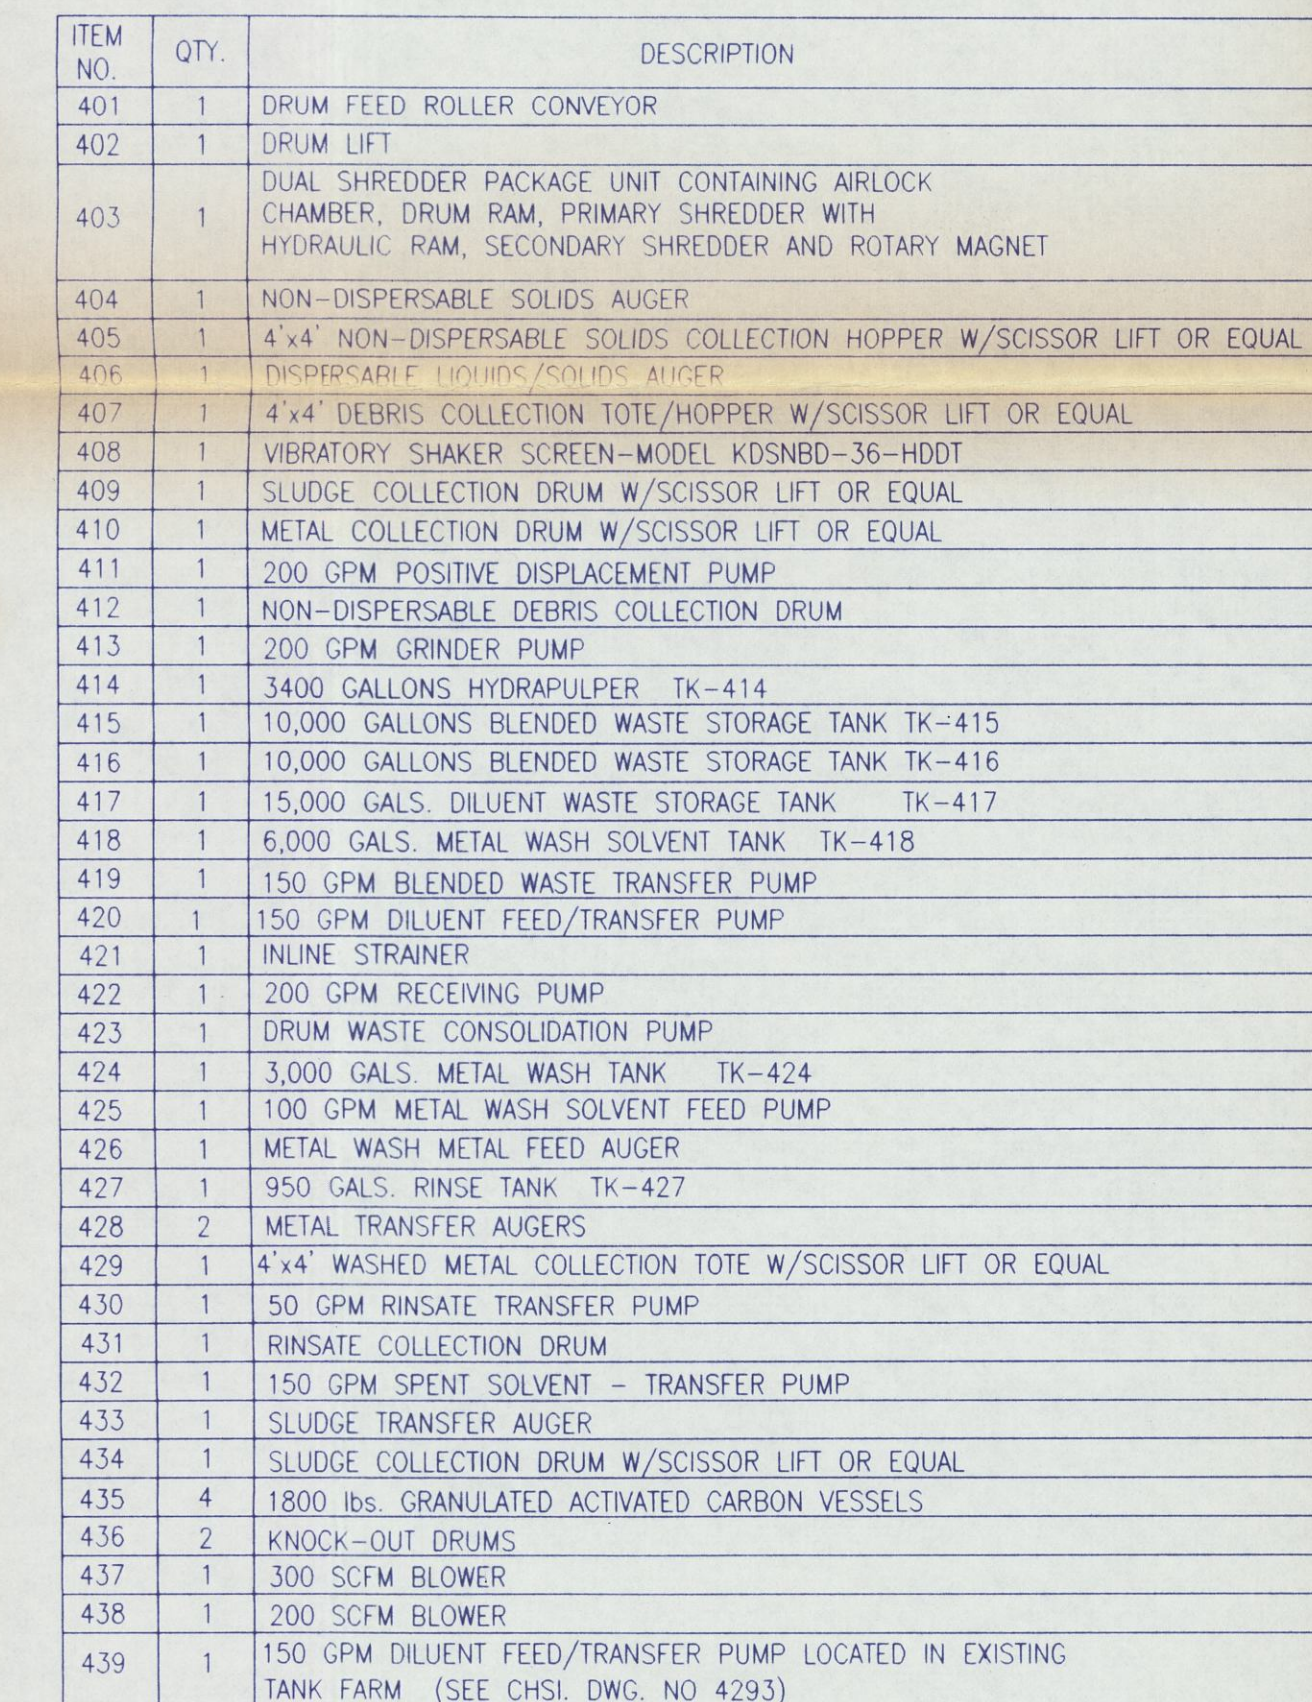 ITEM NO. QTY. DESCRIPTION
401 1 DRUM FEED ROLLER CONVEYOR
402 1 DRUM LIFT
403 1 DUAL SHREDDER PACKAGE UNIT CONTAINING AIRLOCK
CHAMBER, DRUM RAM, PRIMARY SHREDDER WITH
HYDRAULIC RAM, SECONDARY SHREDDER AND ROTARY MAGNET
404 1 NON-DISPERSABLE SOLIDS AUGER
405 1 4'x4' NON-DISPERSABLE SOLIDS COLLECTION HOPPER W/SCISSOR LIFT OR EQUAL
406 1 DISPERSABLE LIQUIDS/SOLIDS AUGER
407 1 4'x4' DEBRIS COLLECTION TOTE/HOPPER W/SCISSOR LIFT OR EQUAL
408 1 VIBRATORY SHAKER SCREEN-MODEL KDSNBD-36-HDDT
409 1 SLUDGE COLLECTION DRUM W/SCISSOR LIFT OR EQUAL
410 1 METAL COLLECTION DRUM W/SCISSOR LIFT OR EQUAL
411 1 200 GPM POSITIVE DISPLACEMENT PUMP
412 1 NON-DISPERSABLE DEBRIS COLLECTION DRUM
413 1 200 GPM GRINDER PUMP
414 1 3400 GALLONS HYDRAPULPER TK-414
415 1 10,000 GALLONS BLENDED WASTE STORAGE TANK TK-415
416 1 10,000 GALLONS BLENDED WASTE STORAGE TANK TK-416
417 1 15,000 GALS. DILUENT WASTE STORAGE TANK TK-417
418 1 6,000 GALS. METAL WASH SOLVENT TANK TK-418
419 1 150 GPM BLENDED WASTE TRANSFER PUMP
420 1 150 GPM DILUENT FEED/TRANSFER PUMP
421 1 INLINE STRAINER
422 1 200 GPM RECEIVING PUMP
423 1 DRUM WASTE CONSOLIDATION PUMP
424 1 3,000 GALS. METAL WASH TANK TK-424
425 1 100 GPM METAL WASH SOLVENT FEED PUMP
426 1 METAL WASH METAL FEED AUGER
427 1 950 GALS. RINSE TANK TK-427
428 2 METAL TRANSFER AUGERS
429 1 4'x4' WASHED METAL COLLECTION TOTE W/SCISSOR LIFT OR EQUAL
430 1 50 GPM RINSATE TRANSFER PUMP
431 1 RINSATE COLLECTION DRUM
432 1 150 GPM SPENT SOLVENT - TRANSFER PUMP
433 1 SLUDGE TRANSFER AUGER
434 1 SLUDGE COLLECTION DRUM W/SCISSOR LIFT OR EQUAL
435 4 1800 lbs. GRANULATED ACTIVATED CARBON VESSELS
436 2 KNOCK-OUT DRUMS
437 1 300 SCFM BLOWER
438 1 200 SCFM BLOWER
439 1 150 GPM DILUENT FEED/TRANSFER PUMP LOCATED IN EXISTING
TANK FARM (SEE CHSI. DWG. NO 4293)